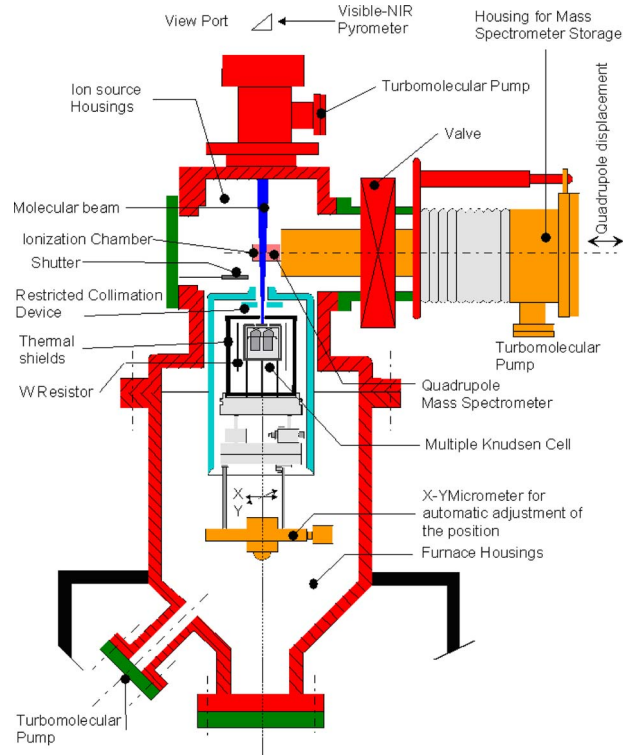 View Port
Visible-NIR
Pyrometer
Housing for Mass
Spectrometer Storage
Ion source
Housings
Turbomolecular Pump
Valve
Quadrupole displacement
Molecular beam
Ionization Chamber
Shutter
Restricted Collimation
Device
Thermal
shields
W Resistor
Turbomolecular
Pump
Quadrupole
Mass Spectrometer
Multiple Knudsen Cell
X
Y
X-YMicrometer for
automatic adjustment of
the position
Furnace Housings
Turbomolecular
Pump